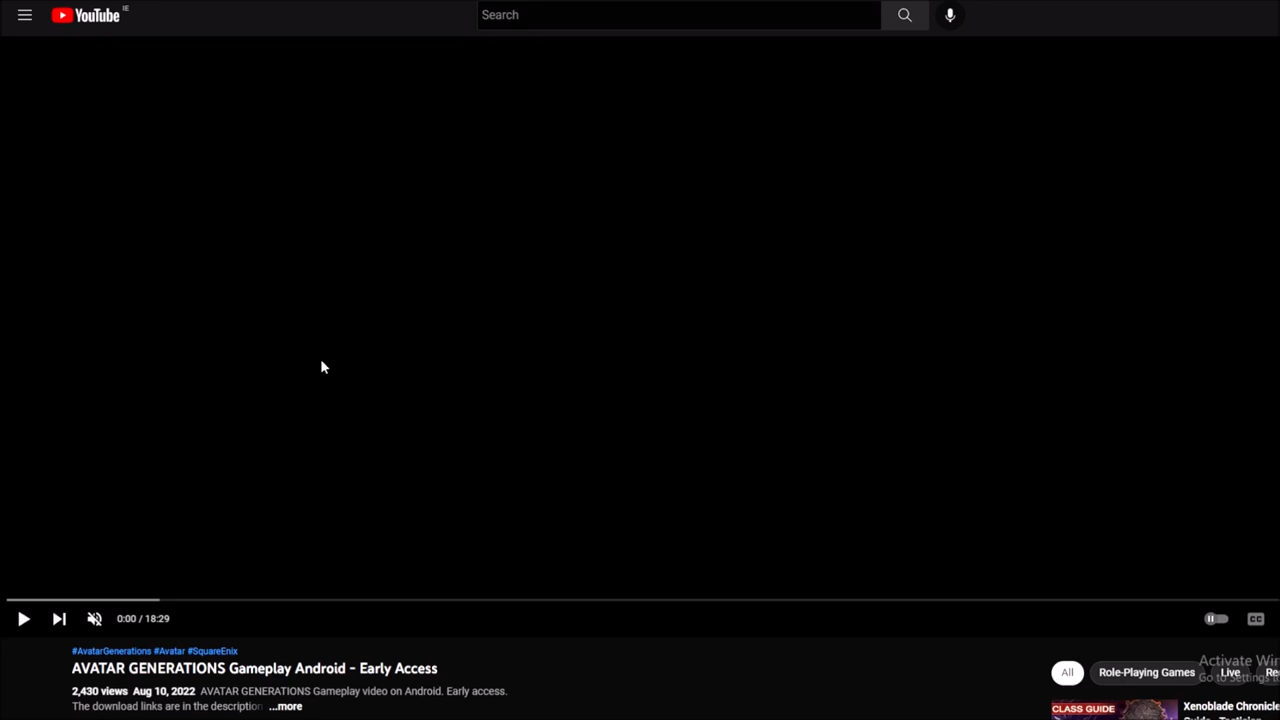 YouTube IE
Search
0:00 / 18:29
CC
#AvatarGenerations #Avatar #SquareEnix
AVATAR GENERATIONS Gameplay Android - Early Access
2,430 views Aug 10, 2022 AVATAR GENERATIONS Gameplay video on Android. Early access.
The download links are in the description ...more
All
Role-Playing Games
Live
Re
Activate Win
Go to Settings t
CLASS GUIDE
Xenoblade Chronicle